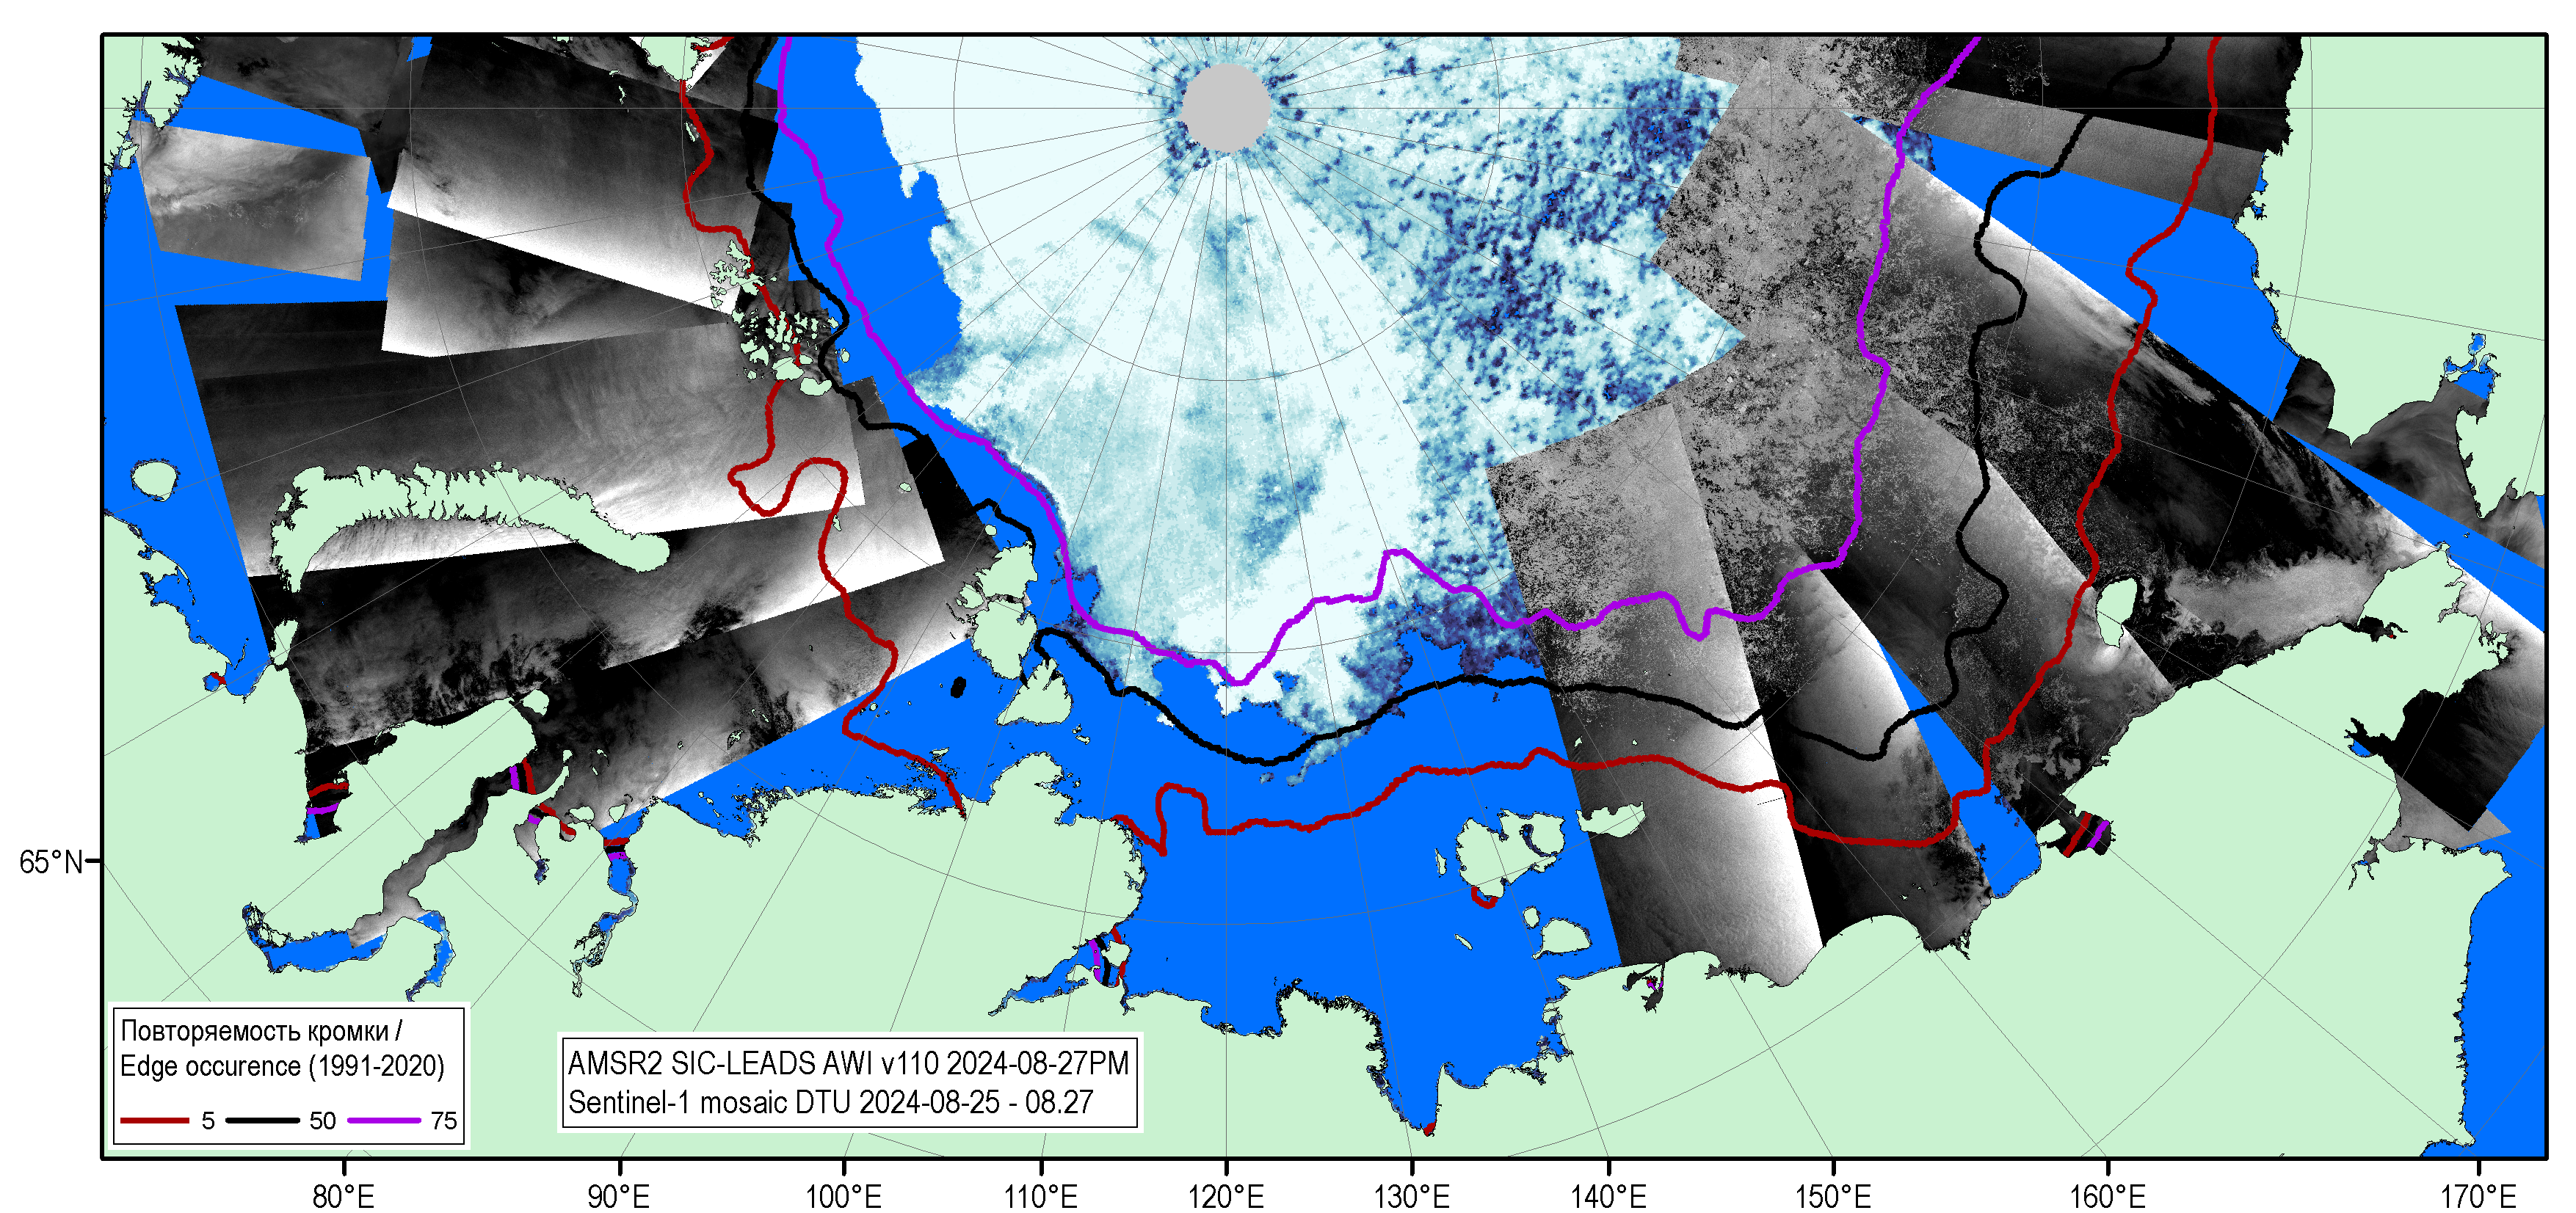 65°N
Повторяемость кромки /
Edge occurence (1991-2020)
5 50 75
AMSR2 SIC-LEADS AWI v110 2024-08-27PM
Sentinel-1 mosaic DTU 2024-08-25 - 08.27
80°E 90°E 100°E 110°E 120°E 130°E 140°E 150°E 160°E 170°E